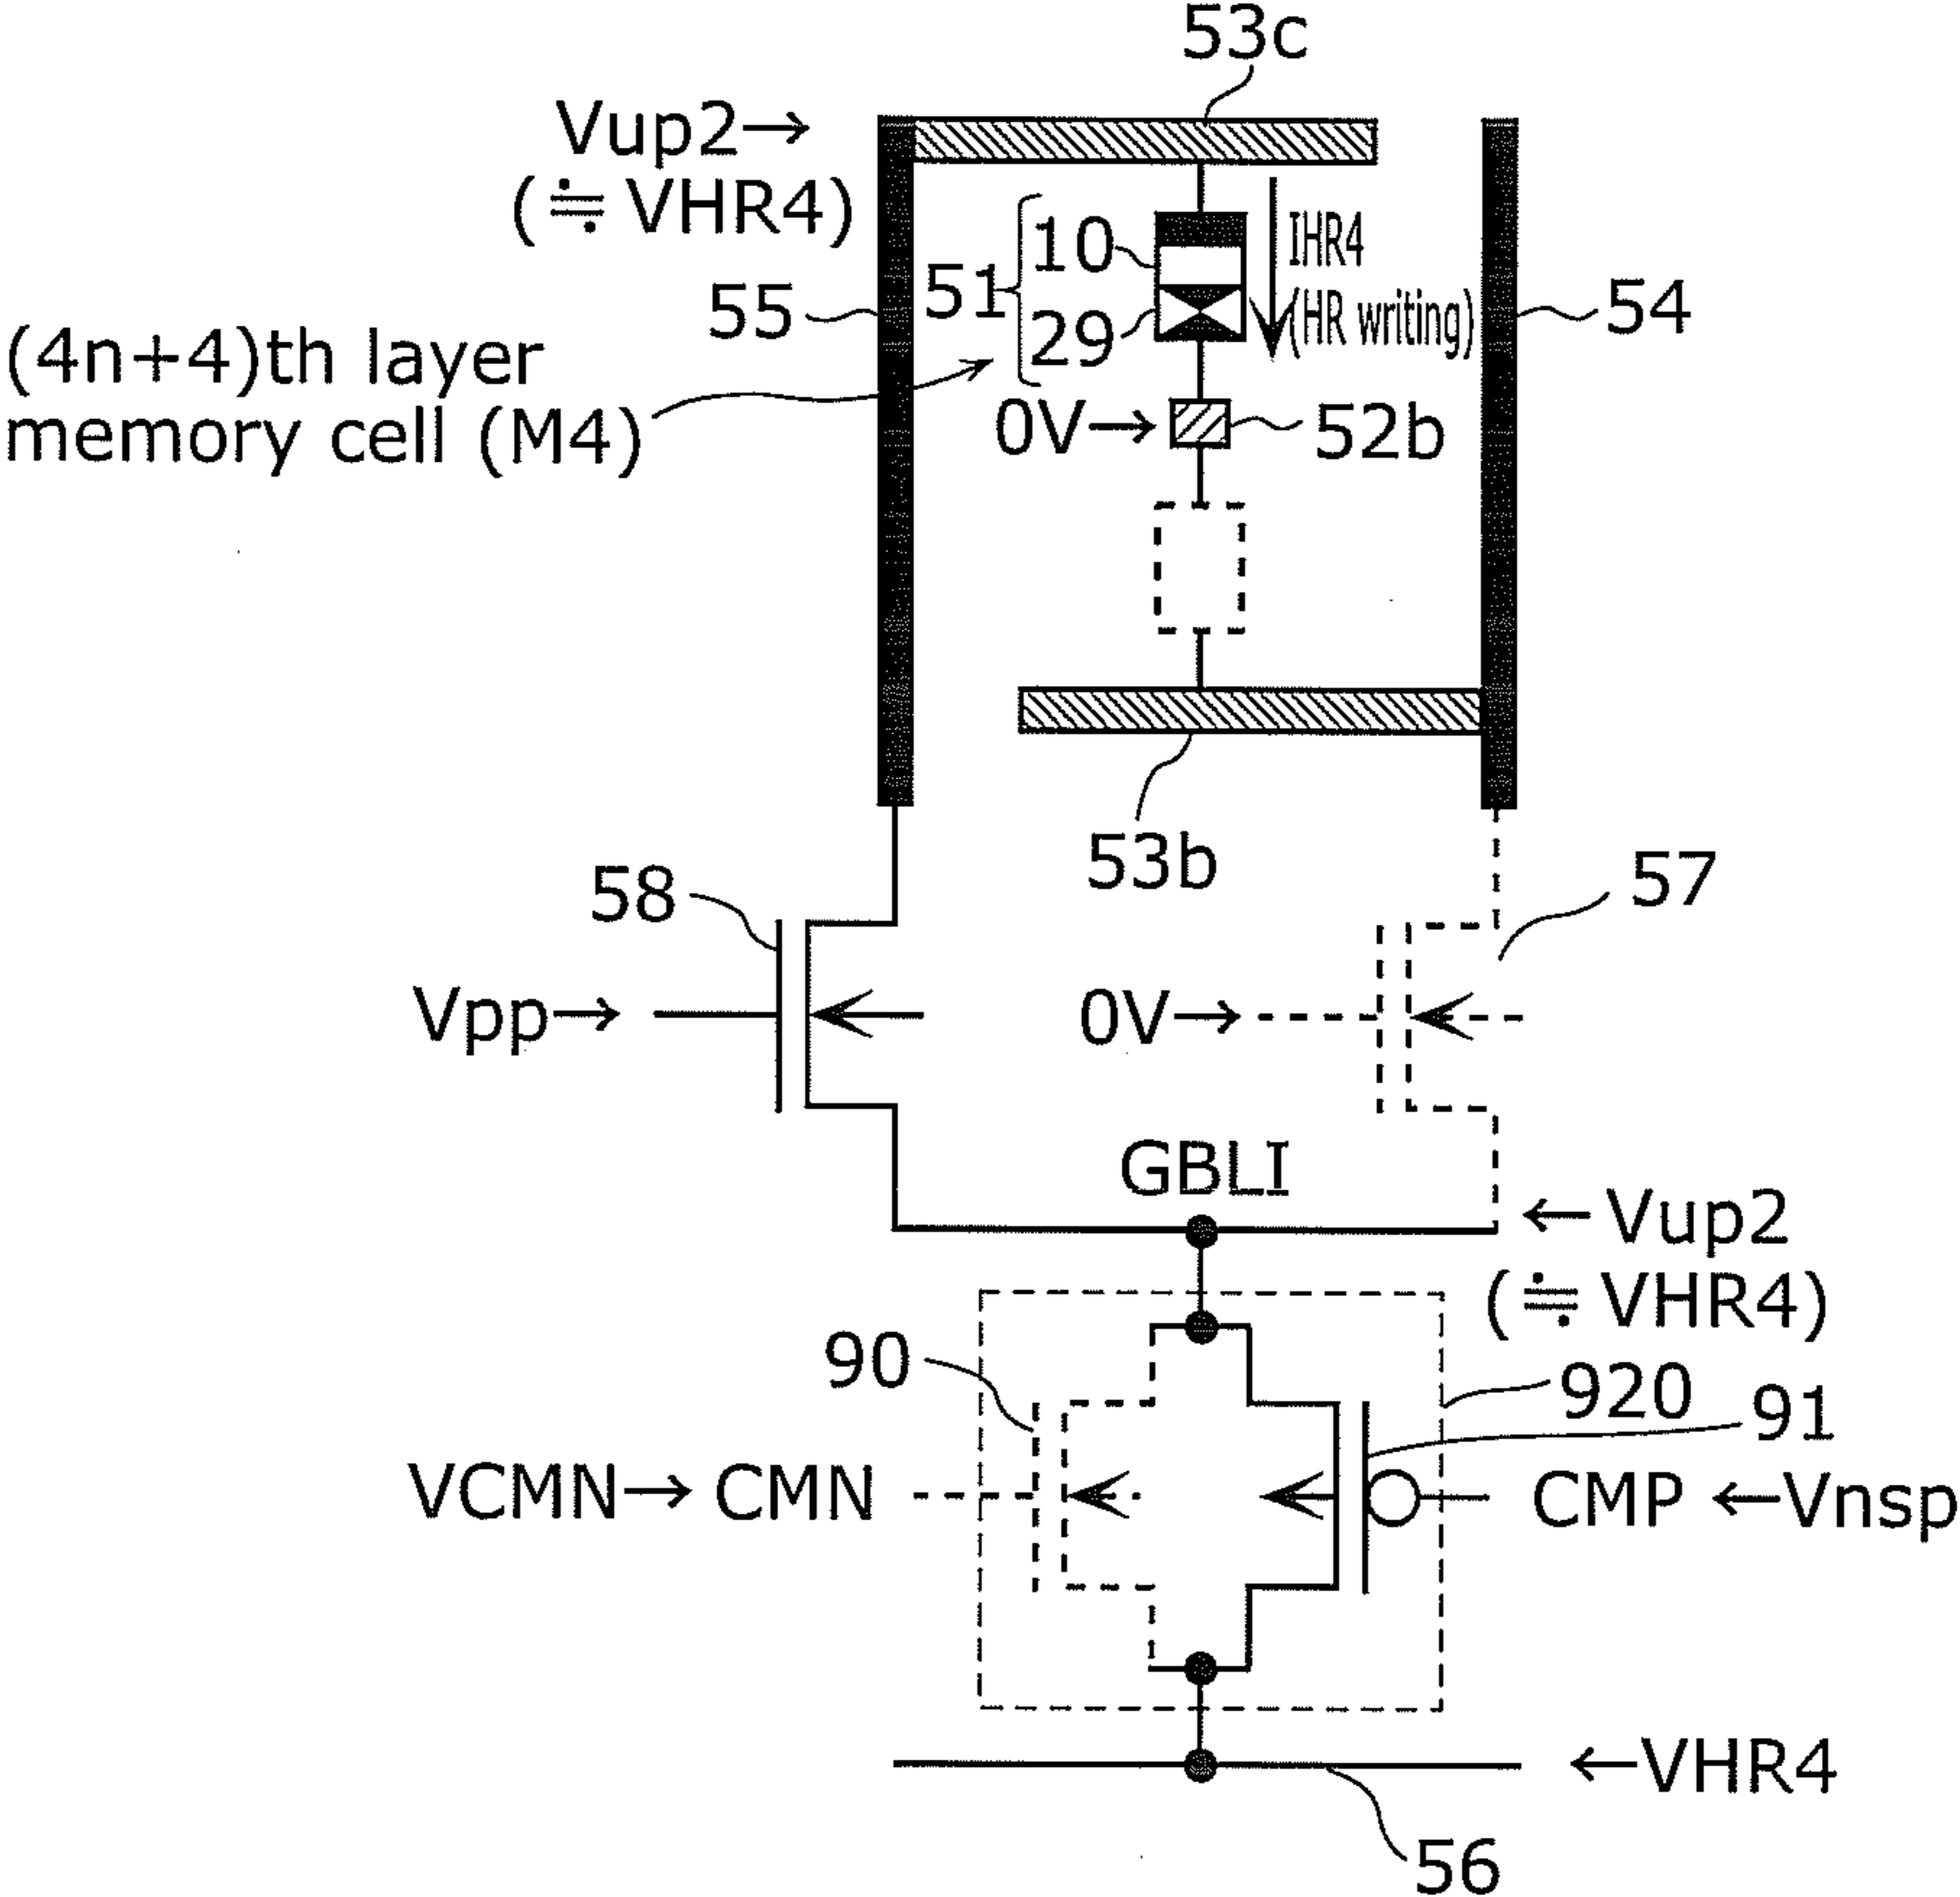 53c
Vup2→
(≒ VHR4)
10
IHR4
51
55
29
(HR writing)
54
(4n+4)th layer
memory cell (M4)
0V→
52b
53b
58
57
Vpp→
0V→
GBLI
←Vup2
(≒ VHR4)
90
920
91
VCMN→ CMN
CMP ←Vnsp
←VHR4
56